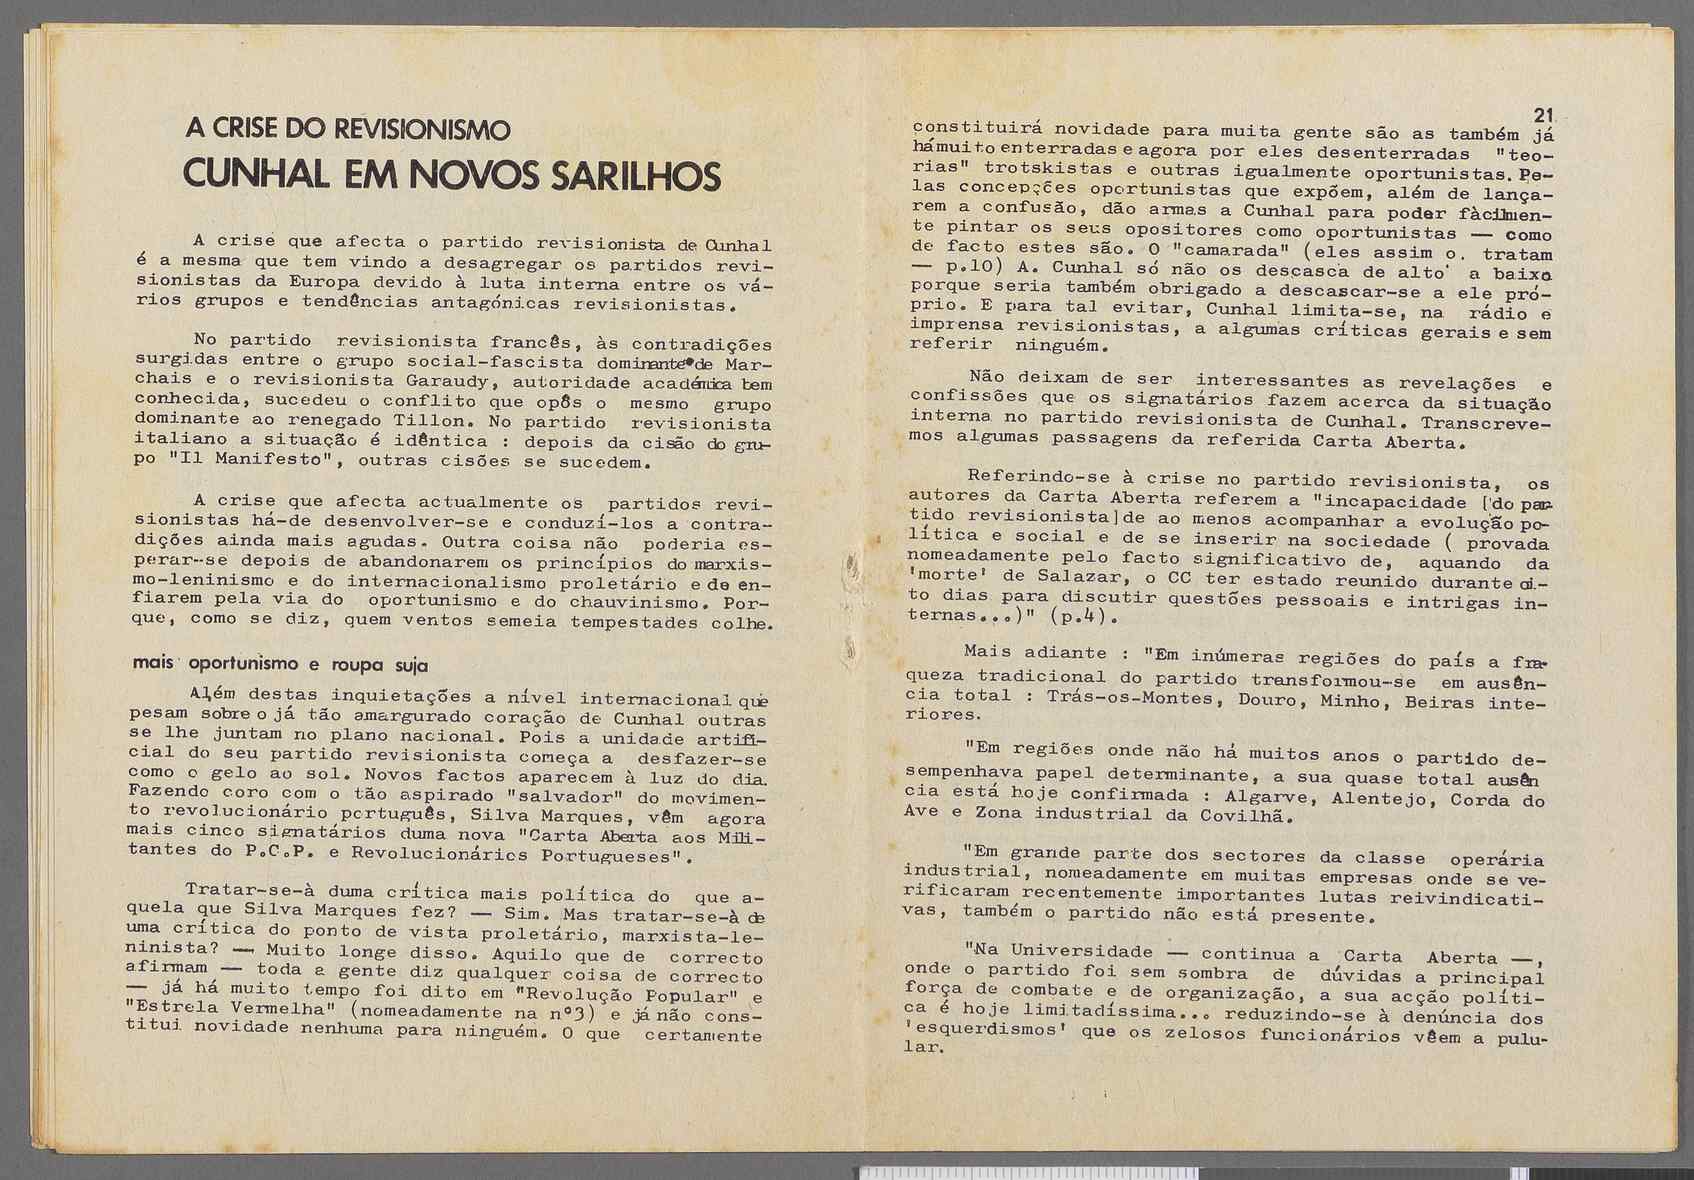 A CRISE DO REVISIONISMO
CUNHAL EM NOVOS SARILHOS
A crise que afecta o partido revisionista de Cunhal
é a mesma que tem vindo a desagregar os partidos revi-
sionistas da Europa devido à luta interna entre os vá-
rios grupos e tendências antagónicas revisionistas.
No partido revisionista francês, às contradições
surgidas entre o grupo social-fascista dominante de Mar-
chais e o revisionista Garaudy, autoridade académica bem
conhecida, sucedeu o conflito que opôs o mesmo grupo
dominante ao renegado Tillon. No partido revisionista
italiano a situação é idêntica : depois da cisão do gru-
po "Il Manifesto", outras cisões se sucedem.
A crise que afecta actualmente os partidos revi-
sionistas há-de desenvolver-se e conduzí-los a contra-
dições ainda mais agudas. Outra coisa não poderia es-
perar-se depois de abandonarem os princípios do marxis-
mo-leninismo e do internacionalismo proletário e de en-
fiarem pela via do oportunismo e do chauvinismo. Por-
que, como se diz, quem ventos semeia tempestades colhe.
mais oportunismo e roupa suja
Além destas inquietações a nível internacional que
pesam sobre o já tão amargurado coração de Cunhal outras
se lhe juntam no plano nacional. Pois a unidade artifi-
cial do seu partido revisionista começa a desfazer-se
como o gelo ao sol. Novos factos aparecem à luz do dia.
Fazendo coro com o tão aspirado "salvador" do movimen-
to revolucionário português, Silva Marques, vêm agora
mais cinco signatários duma nova "Carta Aberta aos Mili-
tantes do P.C.P. e Revolucionários Portugueses".
Tratar-se-à duma crítica mais política do que a-
quela que Silva Marques fez? — Sim. Mas tratar-se-à de
uma crítica do ponto de vista proletário, marxista-le-
ninista? — Muito longe disso. Aquilo que de correcto
afirmam — toda a gente diz qualquer coisa de correcto
— já há muito tempo foi dito em "Revolução Popular" e
"Estrela Vermelha" (nomeadamente na nº3) e já não cons-
titui novidade nenhuma para ninguém. O que certamente
21
constituirá novidade para muita gente são as também já
há muito enterradas e agora por eles desenterradas "teo-
rias" trotskistas e outras igualmente oportunistas. Pe-
las concepções oportunistas que expõem, além de lança-
rem a confusão, dão armas a Cunhal para poder fàcilmen-
te pintar os seus opositores como oportunistas — como
de facto estes são. O "camarada" (eles assim o. tratam
— p.10) A. Cunhal só não os descasca de alto a baixo
porque seria também obrigado a descascar-se a ele pró-
prio. E para tal evitar, Cunhal limita-se, na rádio e
imprensa revisionistas, a algumas críticas gerais e sem
referir ninguém.
Não deixam de ser interessantes as revelações e
confissões que os signatários fazem acerca da situação
interna no partido revisionista de Cunhal. Transcreve-
mos algumas passagens da referida Carta Aberta.
Referindo-se à crise no partido revisionista, os
autores da Carta Aberta referem a "incapacidade [do par-
tido revisionista]de ao menos acompanhar a evolução po-
lítica e social e de se inserir na sociedade ( provada
nomeadamente pelo facto significativo de, aquando da
'morte' de Salazar, o CC ter estado reunido durante oi-
to dias para discutir questões pessoais e intrigas in-
ternas...)" (p.4).
Mais adiante : "Em inúmeras regiões do país a fra-
queza tradicional do partido transformou-se em ausên-
cia total : Trás-os-Montes, Douro, Minho, Beiras inte-
riores.
"Em regiões onde não há muitos anos o partido de-
sempenhava papel determinante, a sua quase total ausên
cia está hoje confirmada : Algarve, Alentejo, Corda do
Ave e Zona industrial da Covilhã.
"Em grande parte dos sectores da classe operária
industrial, nomeadamente em muitas empresas onde se ve-
rificaram recentemente importantes lutas reivindicati-
vas, também o partido não está presente.
"Na Universidade — continua a Carta Aberta —,
onde o partido foi sem sombra de dúvidas a principal
força de combate e de organização, a sua acção políti-
ca é hoje limitadíssima... reduzindo-se à denúncia dos
'esquerdismos' que os zelosos funcionários vêem a pulu-
lar.